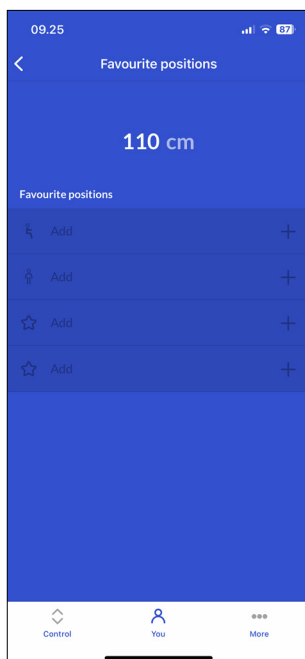 09.25
87
Favourite positions
110 cm
Favourite positions
Add
Add
Add
Add
Control
You
More